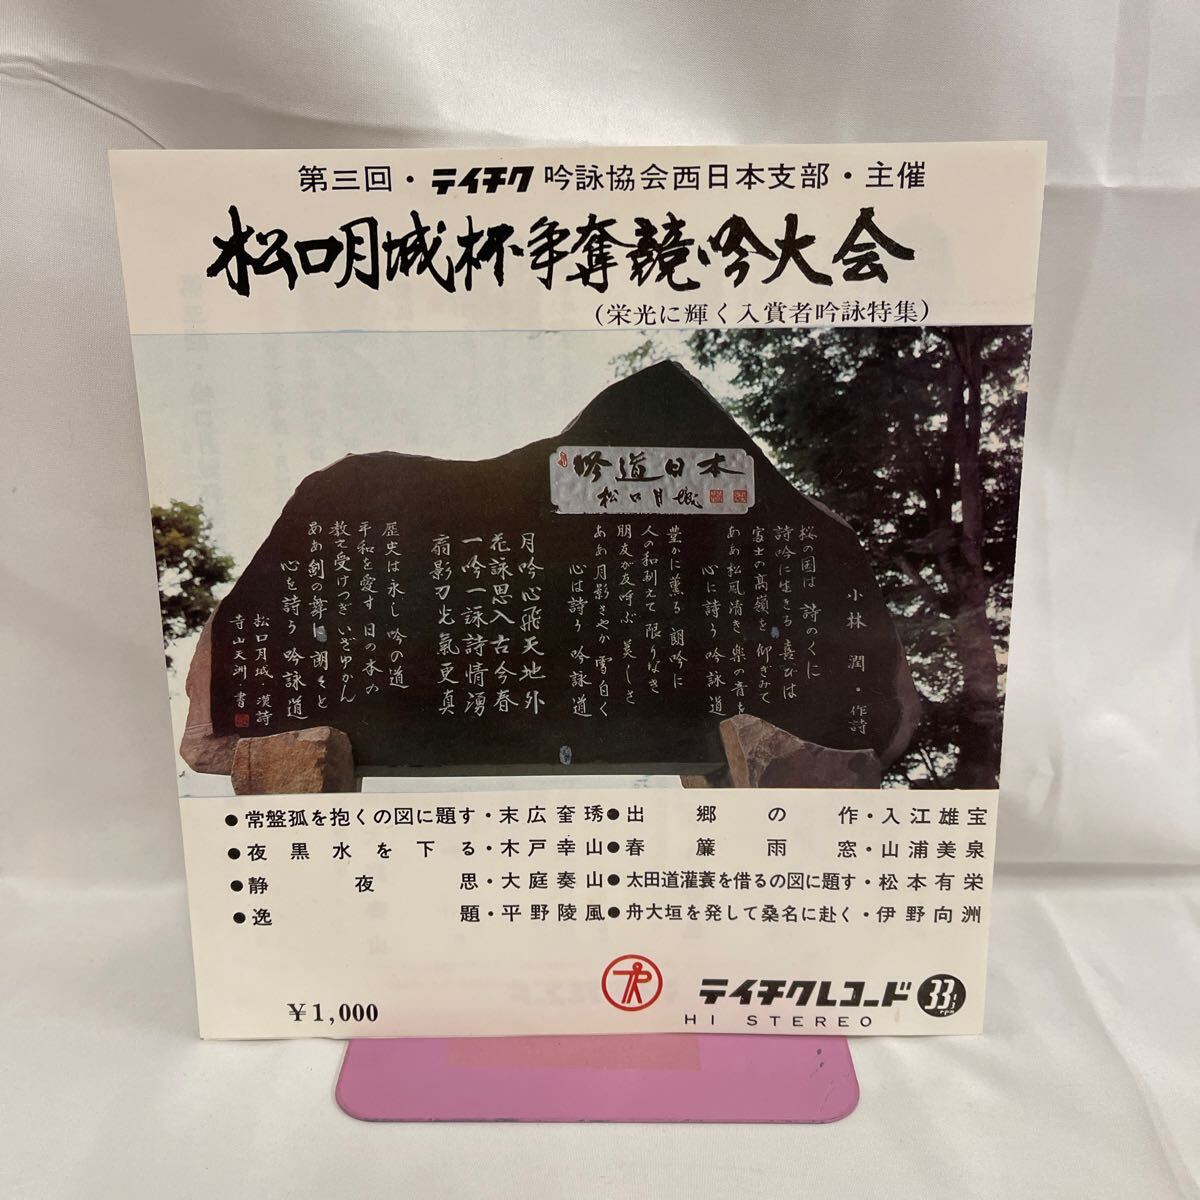 第三回・テイチク 吟詠協会西日本支部・主催
松口月城杯争奪競吟大会
(栄光に輝く入賞者吟詠特集)
吟道日本
松口月城
小林 潤・作詩
桜の国は 詩のくに
詩吟に生きる 喜びは
富士の高嶺を 仰ぎみて
ああ松風清き 楽の音を
心に詩う 吟詠道
豊かに薫る 朗吟に
人の和剏えて 限りなき
朋友が友呼ぶ 美しさ
ああ月影さやか 雪白く
心は詩う 吟詠道
月吟心飛天地外
花詠思入古今春
一吟一詠詩情湧
扇影刀光氣更真
歴史は永し 吟の道
平和を愛す 日の本の
教で受けつぎ いざゆかん
ああ剣の舞に 朗々と
心を詩う 吟詠道
松口月城・漢詩
寺山天洲・書
●常盤孤を抱くの図に題す・末広奎琇
●夜黒水を下る・木戸幸山
●静夜思・大庭奏山
●逸題・平野陵風
●出郷の作・入江雄宝
●春簾雨窓・山浦美泉
●太田道灌蓑を借るの図に題す・松本有栄
●舟大垣を発して桑名に赴く・伊野向洲
¥1,000
テイチクレコード
33 1/3 rpm
HI STEREO